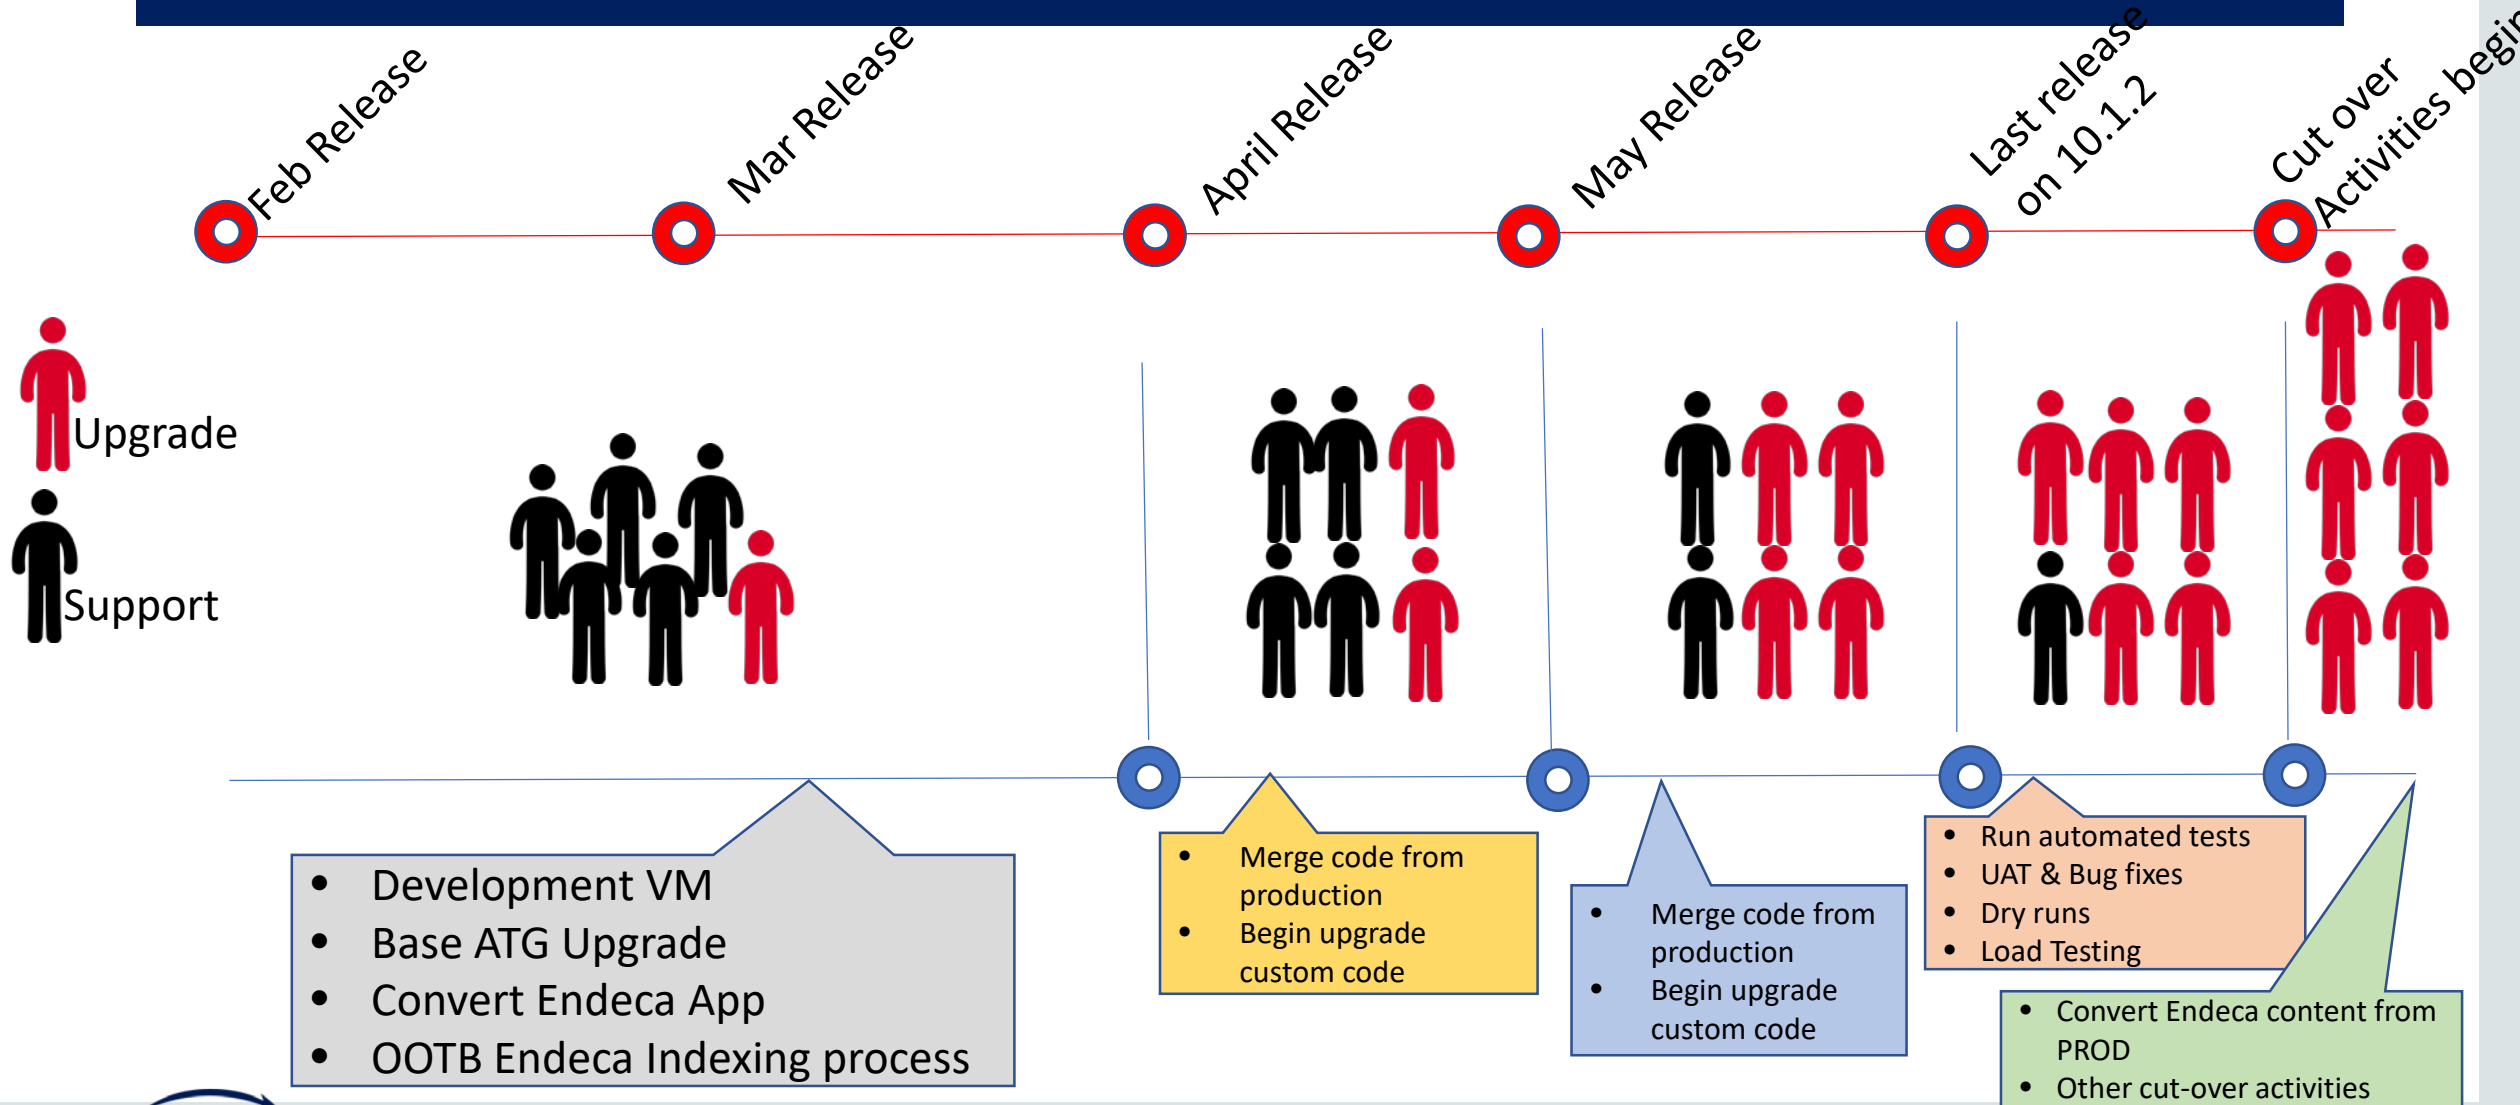 Feb Release
Mar Release
April Release
May Release
Last release
on 10.1.2
Cut over
Activities begin
Upgrade
Support
• Development VM
• Base ATG Upgrade
• Convert Endeca App
• OOTB Endeca Indexing process
• Merge code from
production
• Begin upgrade
custom code
• Merge code from
production
• Begin upgrade
custom code
• Run automated tests
• UAT & Bug fixes
• Dry runs
• Load Testing
• Convert Endeca content from
PROD
• Other cut-over activities